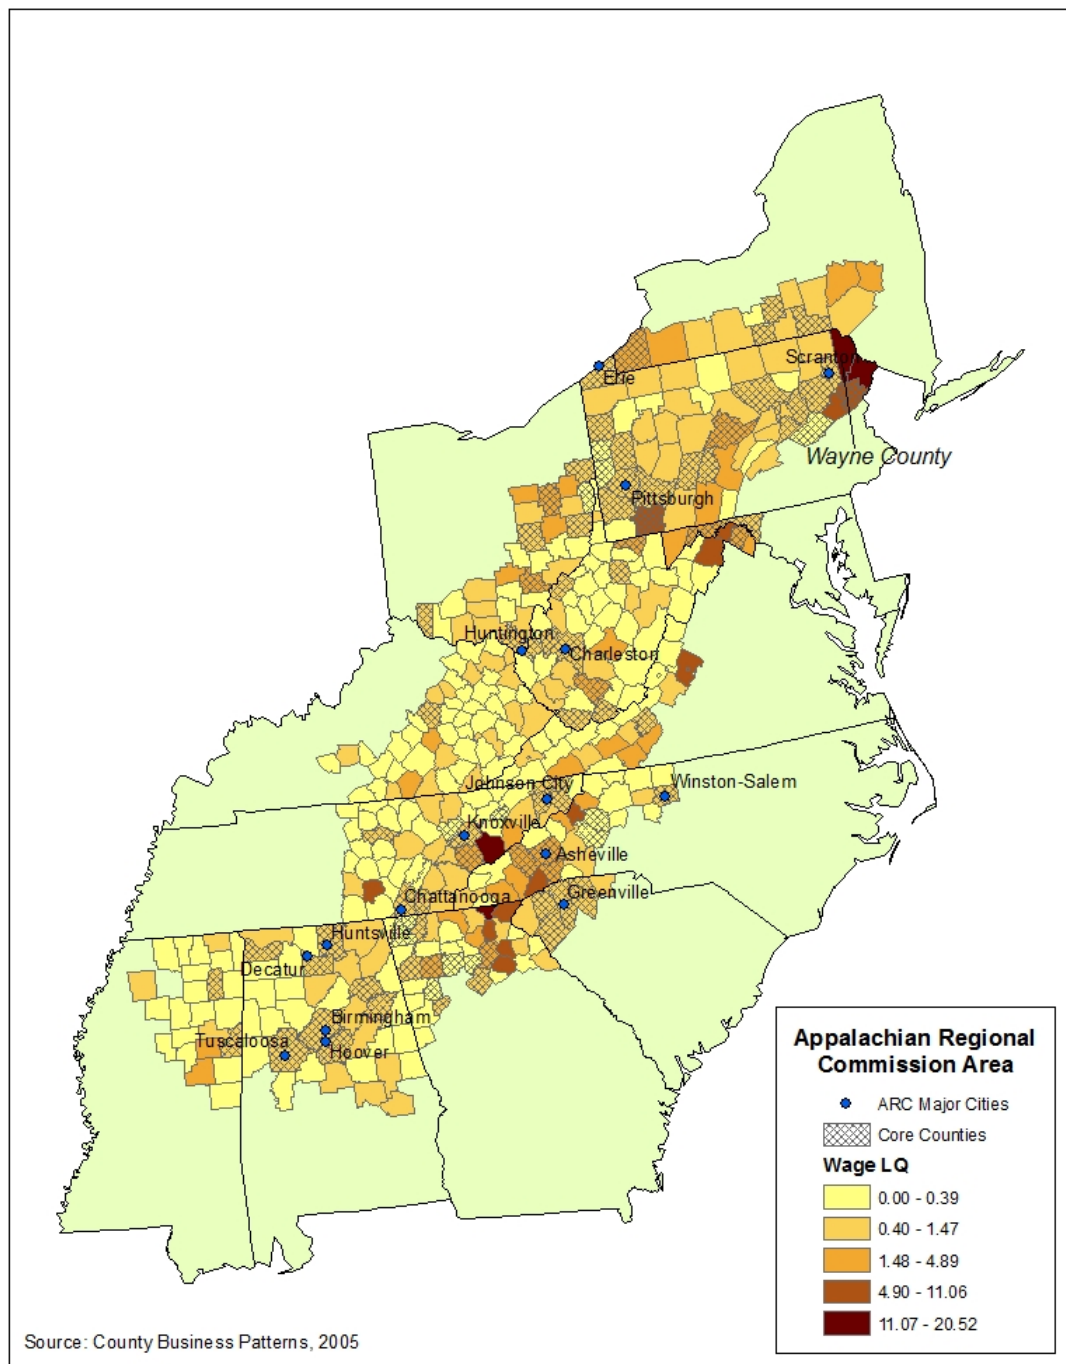 Scranton
Erie
Wayne County
Pittsburgh
Huntington
Charleston
Johnson City
Winston-Salem
Knoxville
Asheville
Chattanooga
Greenville
Huntsville
Decatur
Birmingham
Tuscaloosa
Hoover
Appalachian Regional
Commission Area
ARC Major Cities
Core Counties
Wage LQ
0.00 - 0.39
0.40 - 1.47
1.48 - 4.89
4.90 - 11.06
11.07 - 20.52
Source: County Business Patterns, 2005